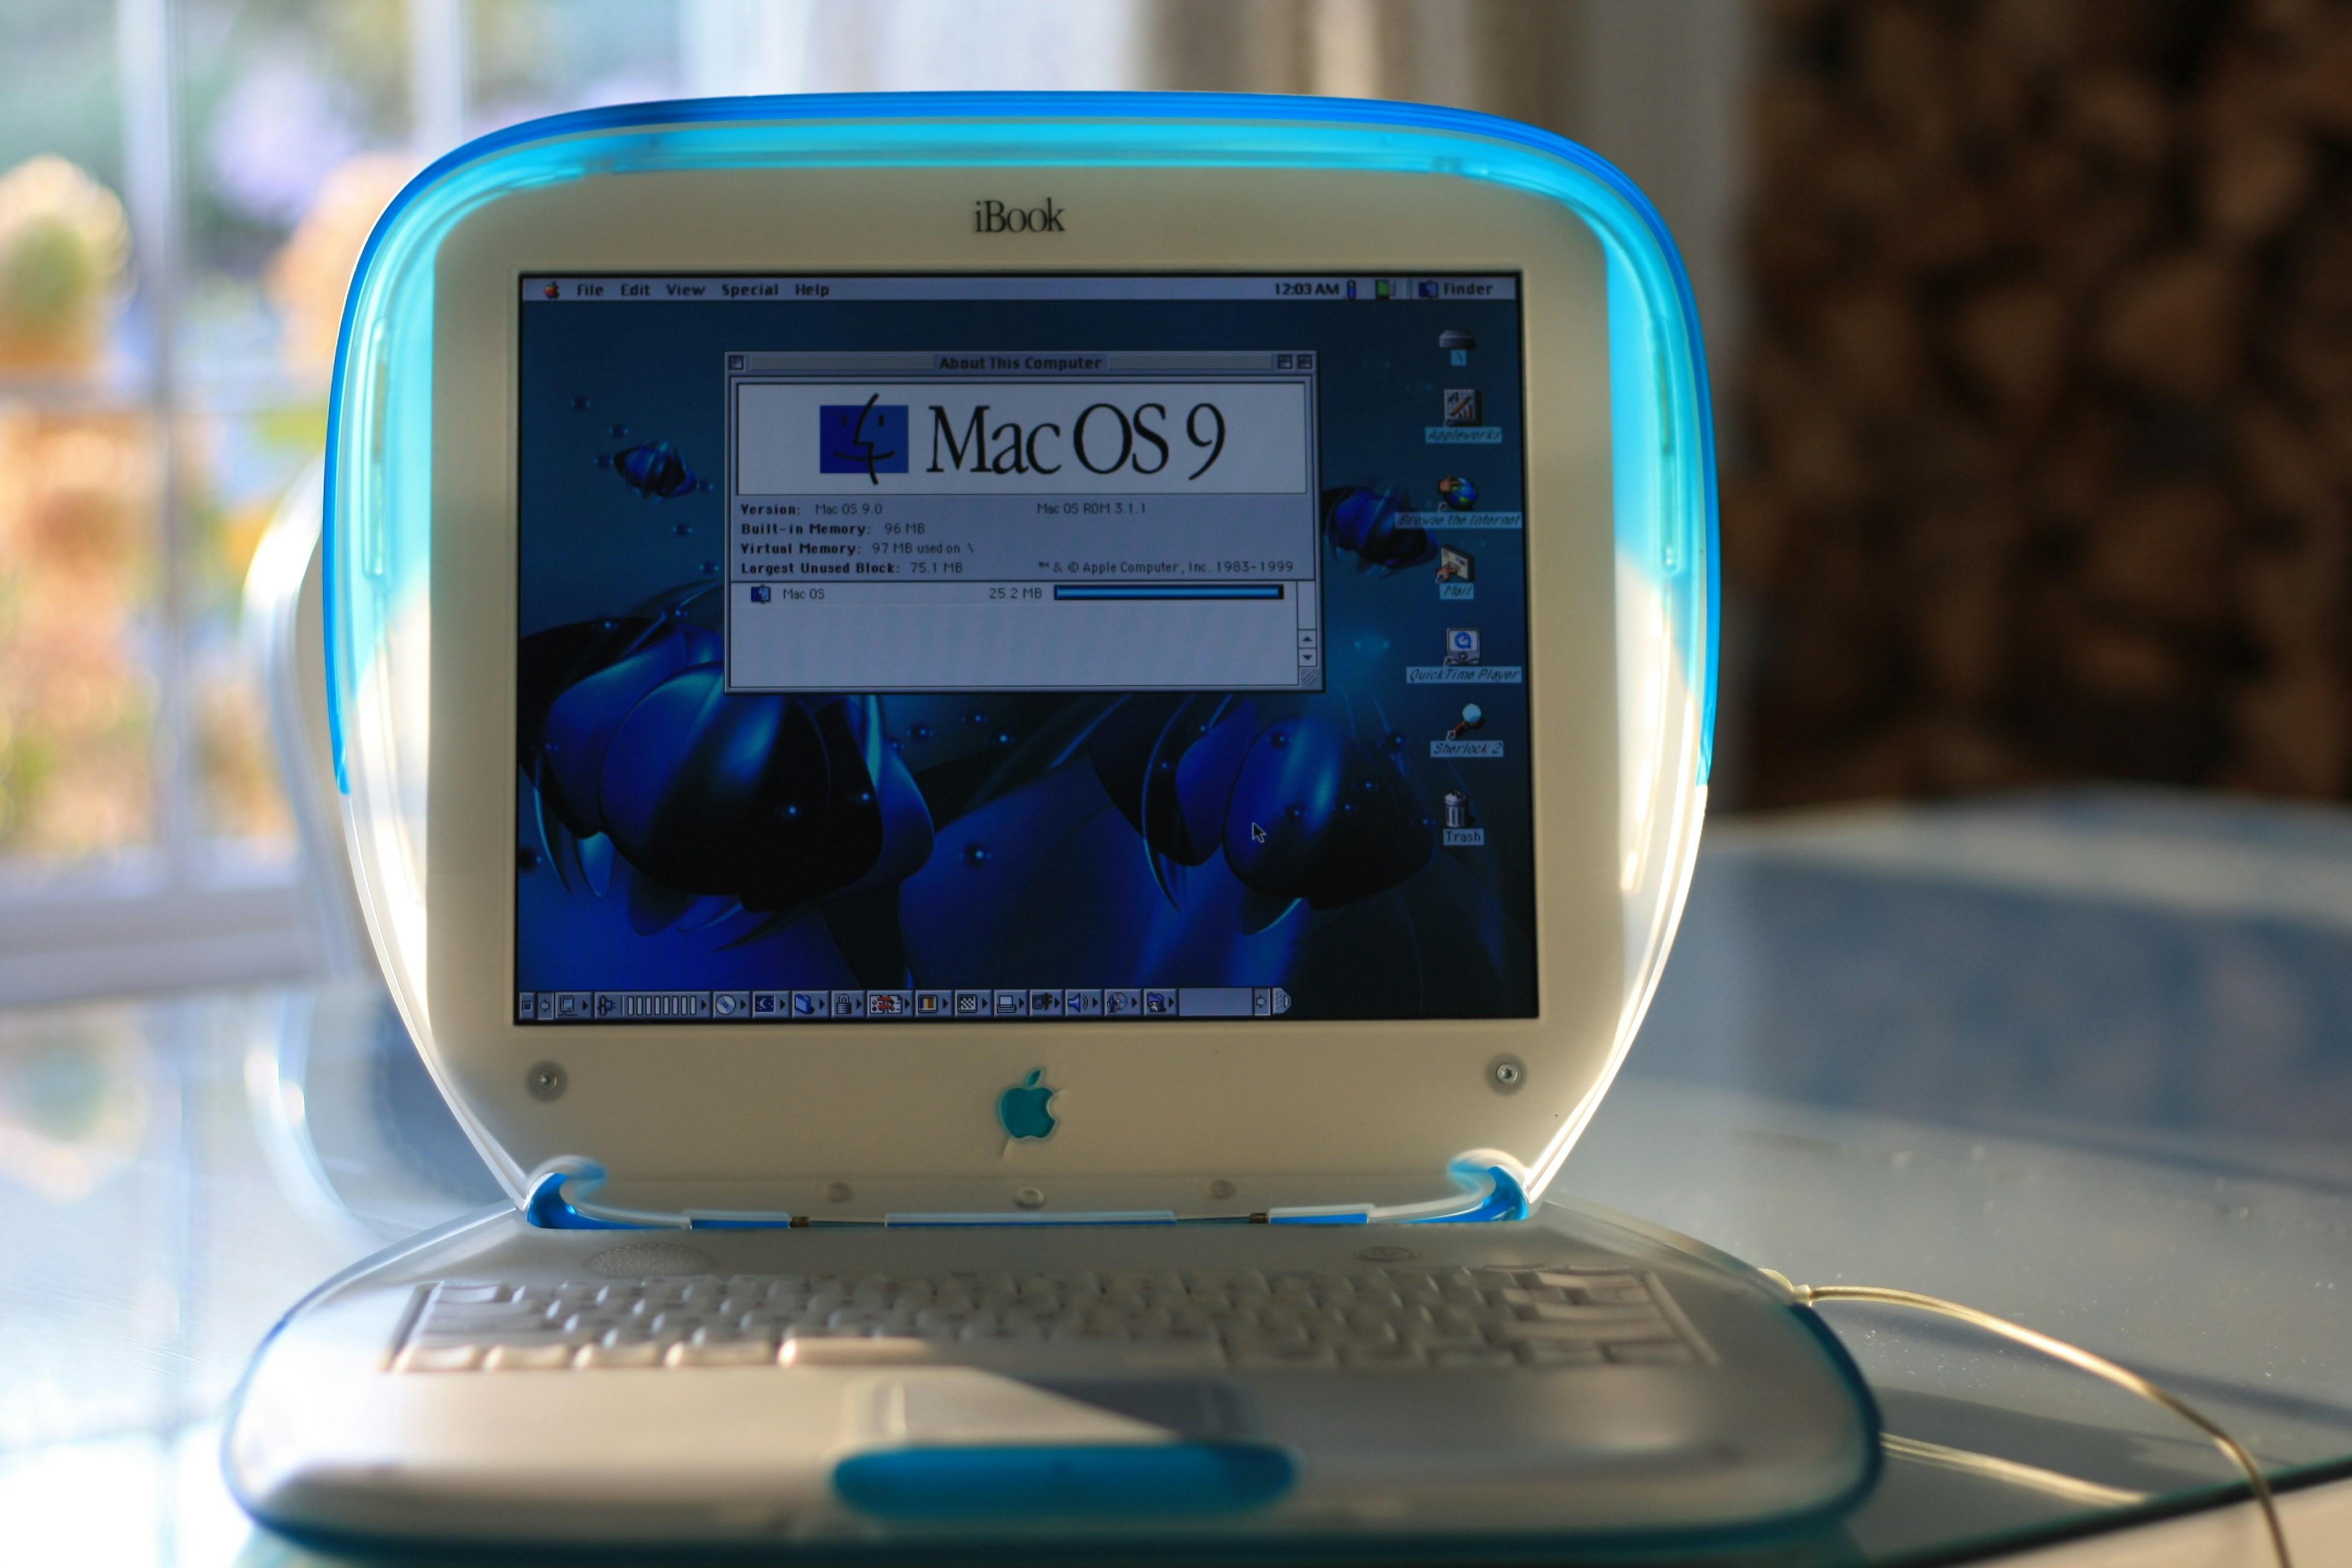 iBook
File Edit View Special Help 12:03 AM Finder
About This Computer
Mac OS 9
Version: Mac OS 9.0 Mac OS ROM 3.1.1
Built-in Memory: 96 MB
Virtual Memory: 97 MB used on \
Largest Unused Block: 75.1 MB ™ & © Apple Computer, Inc. 1983-1999
Mac OS 25.2 MB
\
Appleworks
Browse the Internet
Mail
QuickTime Player
Sherlock 2
Trash